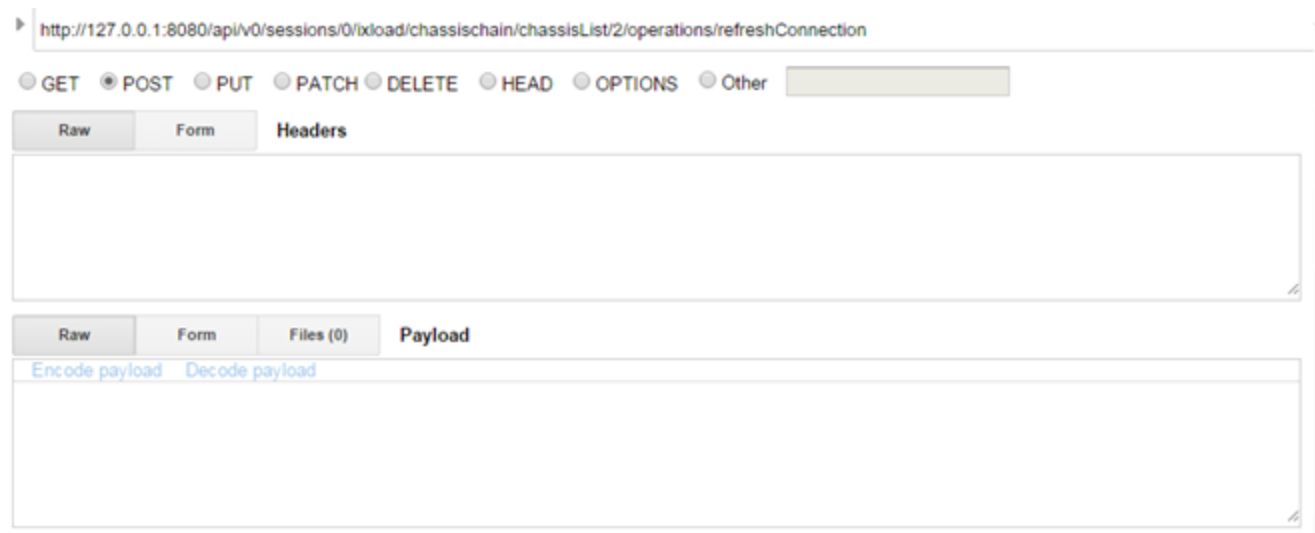 http://127.0.0.1:8080/api/v0/sessions/0/ixload/chassischain/chassisList/2/operations/refreshConnection
GET POST PUT PATCH DELETE HEAD OPTIONS Other
Raw Form Headers
Raw Form Files (0) Payload
Encode payload Decode payload